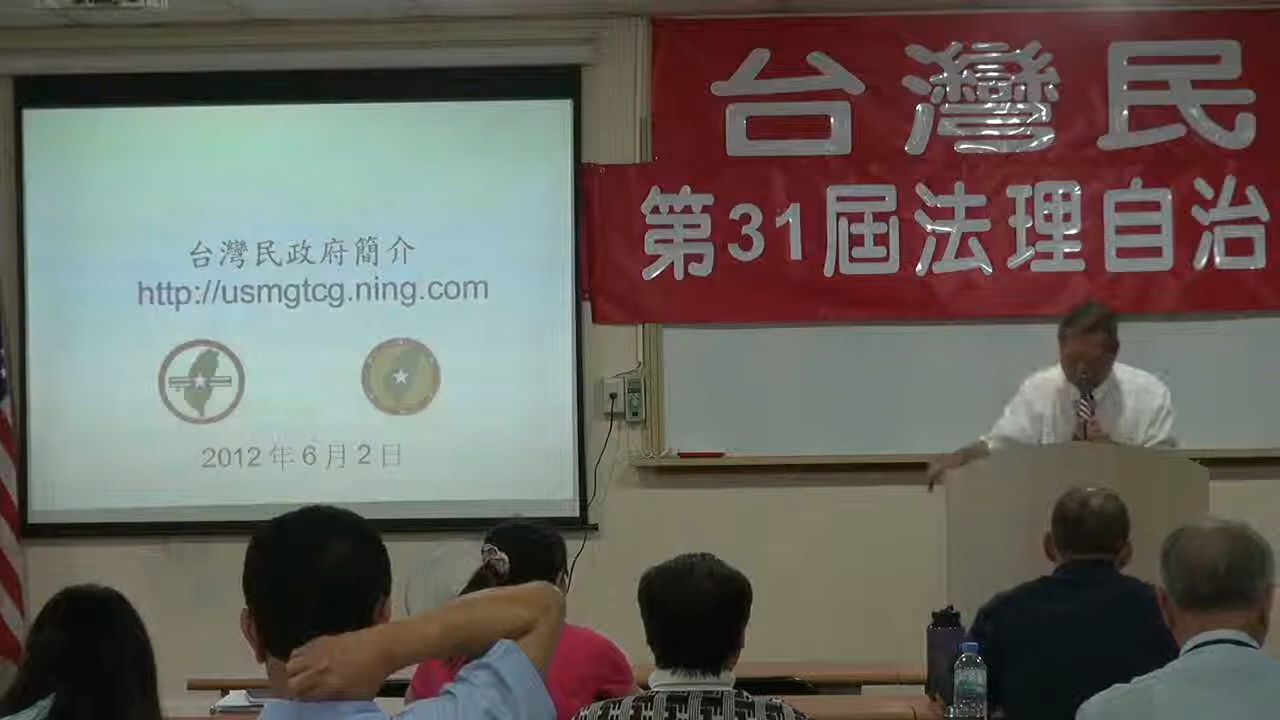 台灣民政府簡介
http://usmgtcg.ning.com
2012年6月2日
台灣民
第31屆法理自治